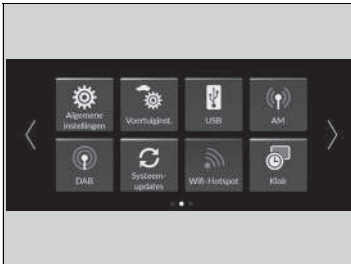 Algemene
instellingen
Voertuiginst.
USB
AM
DAB
Systeem-
updates
Wifi-Hotspot
Klok